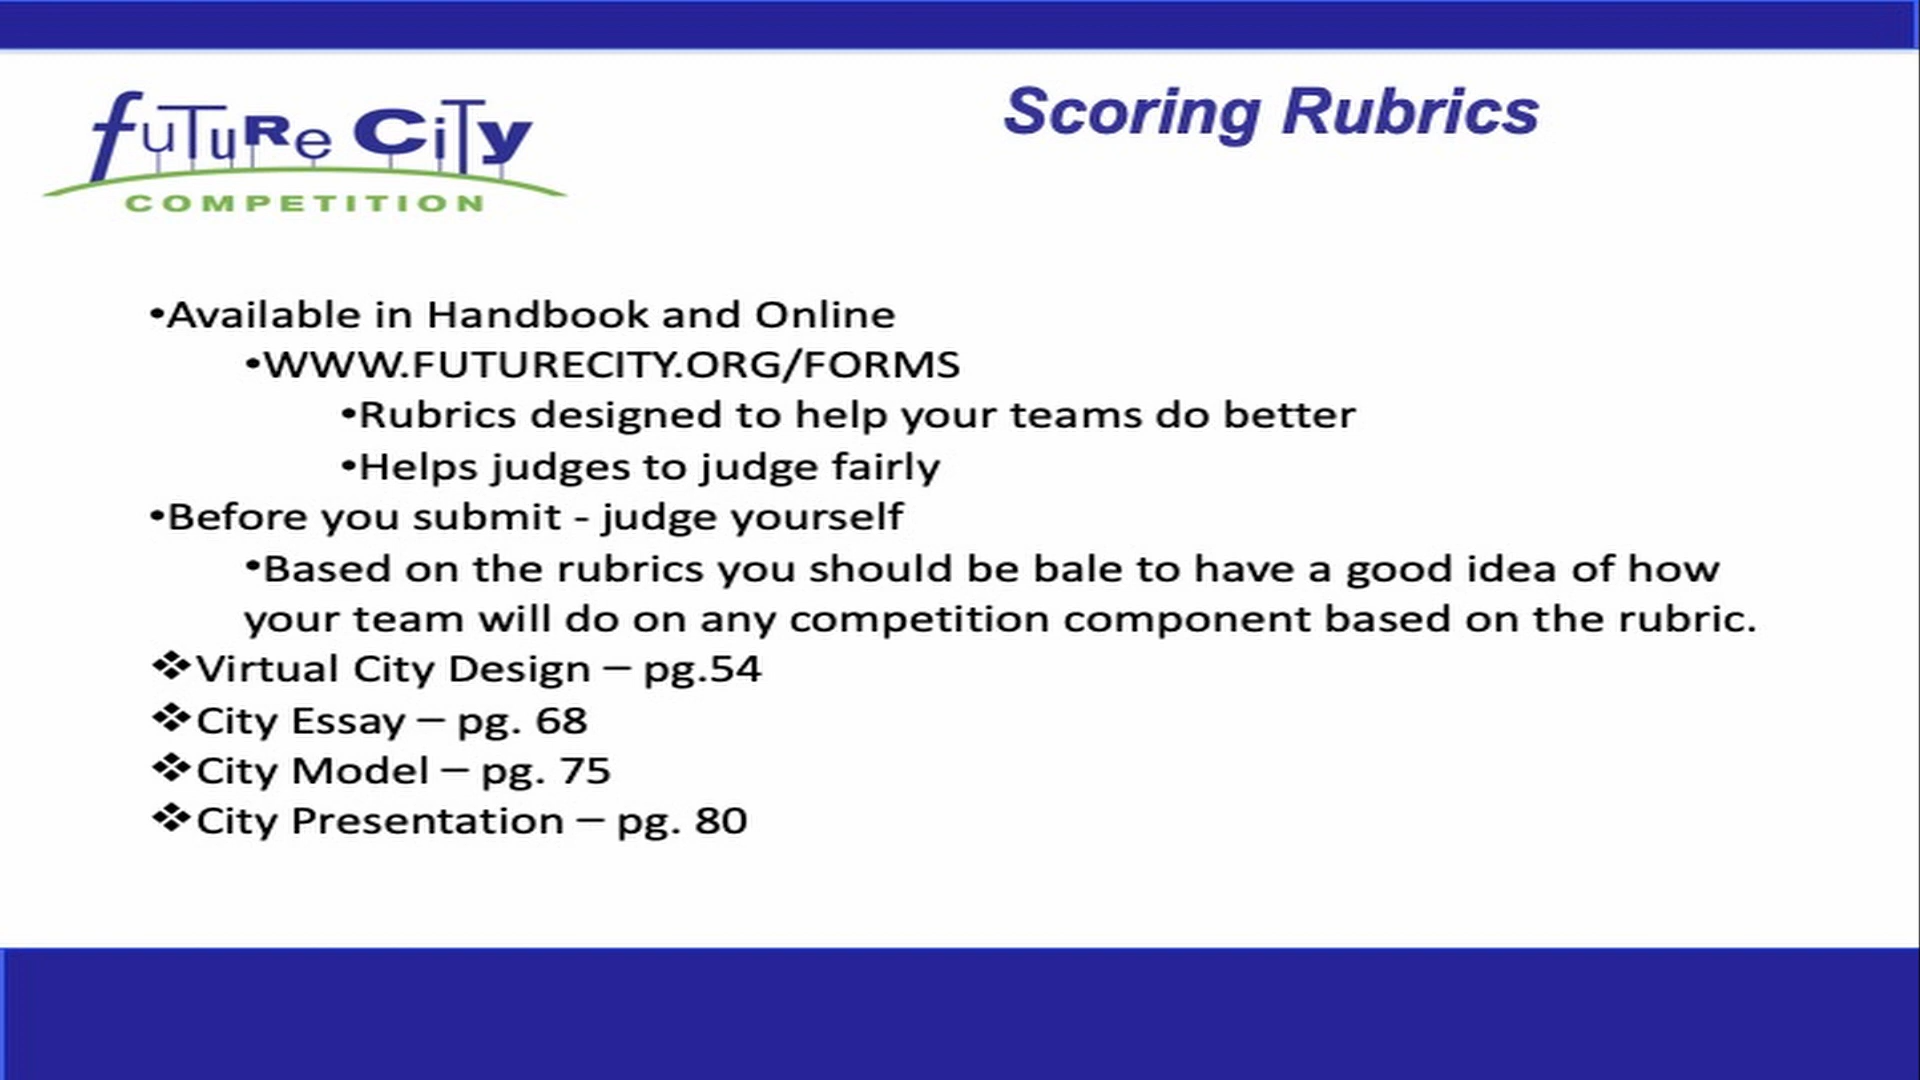 fuTuRe CiTy
COMPETITION
Scoring Rubrics
•Available in Handbook and Online
•WWW.FUTURECITY.ORG/FORMS
•Rubrics designed to help your teams do better
•Helps judges to judge fairly
•Before you submit - judge yourself
•Based on the rubrics you should be bale to have a good idea of how
your team will do on any competition component based on the rubric.
❖Virtual City Design – pg.54
❖City Essay – pg. 68
❖City Model – pg. 75
❖City Presentation – pg. 80